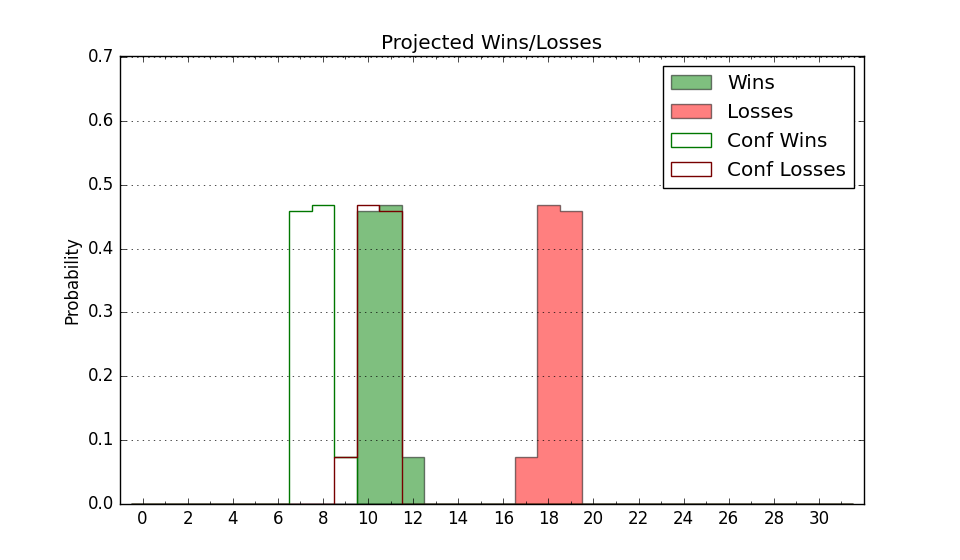 Projected Wins/Losses
0.7
0.6
0.5
0.4
0.3
0.2
0.1
0.0
Probability
Wins
Losses
Conf Wins
Conf Losses
0 2 4 6 8 10 12 14 16 18 20 22 24 26 28 30